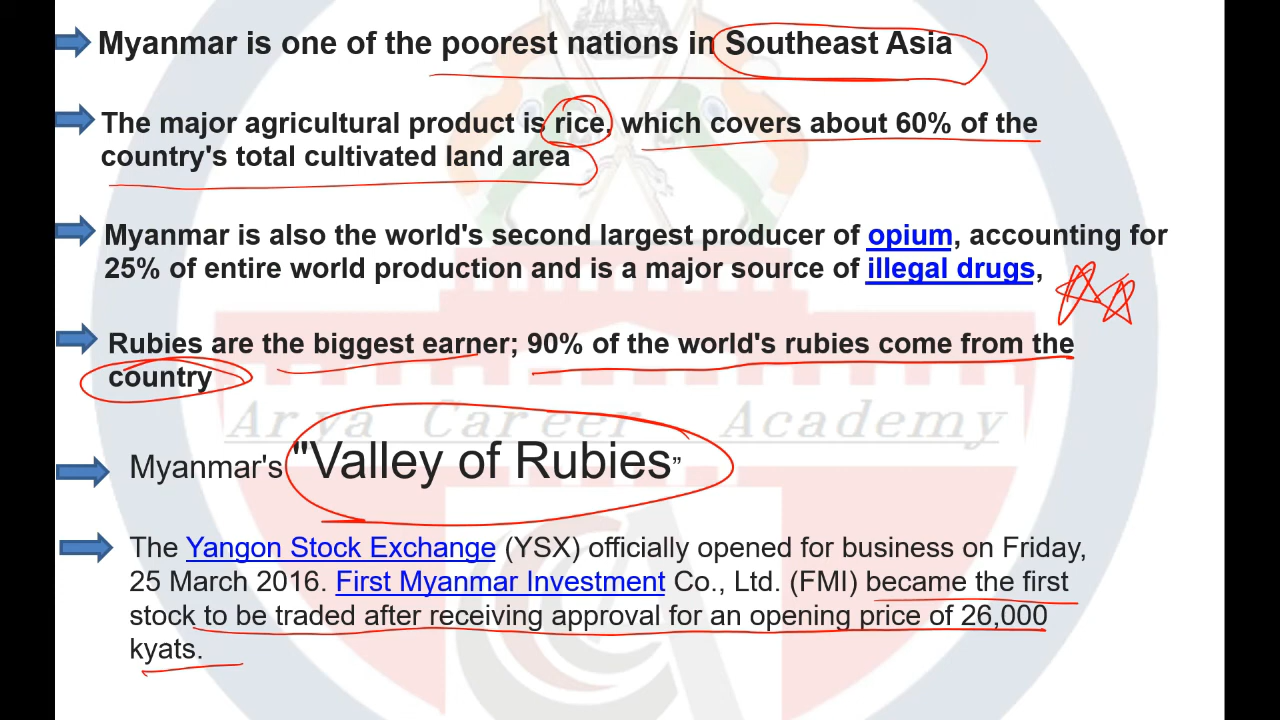 Myanmar is one of the poorest nations in Southeast Asia
The major agricultural product is rice, which covers about 60% of the
country's total cultivated land area
Myanmar is also the world's second largest producer of opium, accounting for
25% of entire world production and is a major source of illegal drugs,
Rubies are the biggest earner; 90% of the world's rubies come from the
country
Arya Career Academy
Myanmar's "Valley of Rubies”
The Yangon Stock Exchange (YSX) officially opened for business on Friday,
25 March 2016. First Myanmar Investment Co., Ltd. (FMI) became the first
stock to be traded after receiving approval for an opening price of 26,000
kyats.